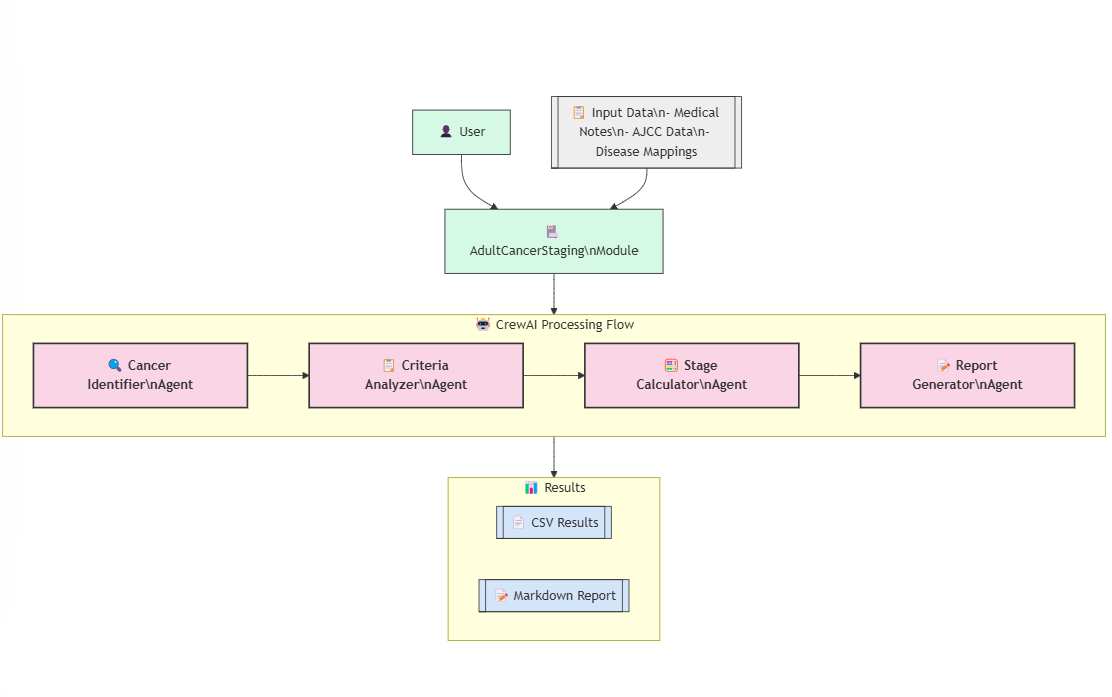 👤 User
📋 Input Data\n- Medical
Notes\n- AJCC Data\n-
Disease Mappings
AdultCancerStaging\nModule
🤖 CrewAI Processing Flow
🔍 Cancer
Identifier\nAgent
📋 Criteria
Analyzer\nAgent
🧮 Stage
Calculator\nAgent
📝 Report
Generator\nAgent
📊 Results
📄 CSV Results
📝 Markdown Report